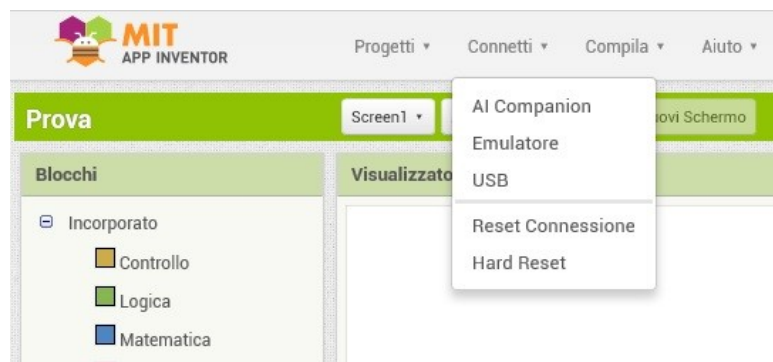 MIT
APP INVENTOR
Progetti Connetti Compila Aiuto
Prova
Screen1
Schermo
AI Companion
Emulatore
USB
Reset Connessione
Hard Reset
Blocchi
Visualizzato
Incorporato
Controllo
Logica
Matematica